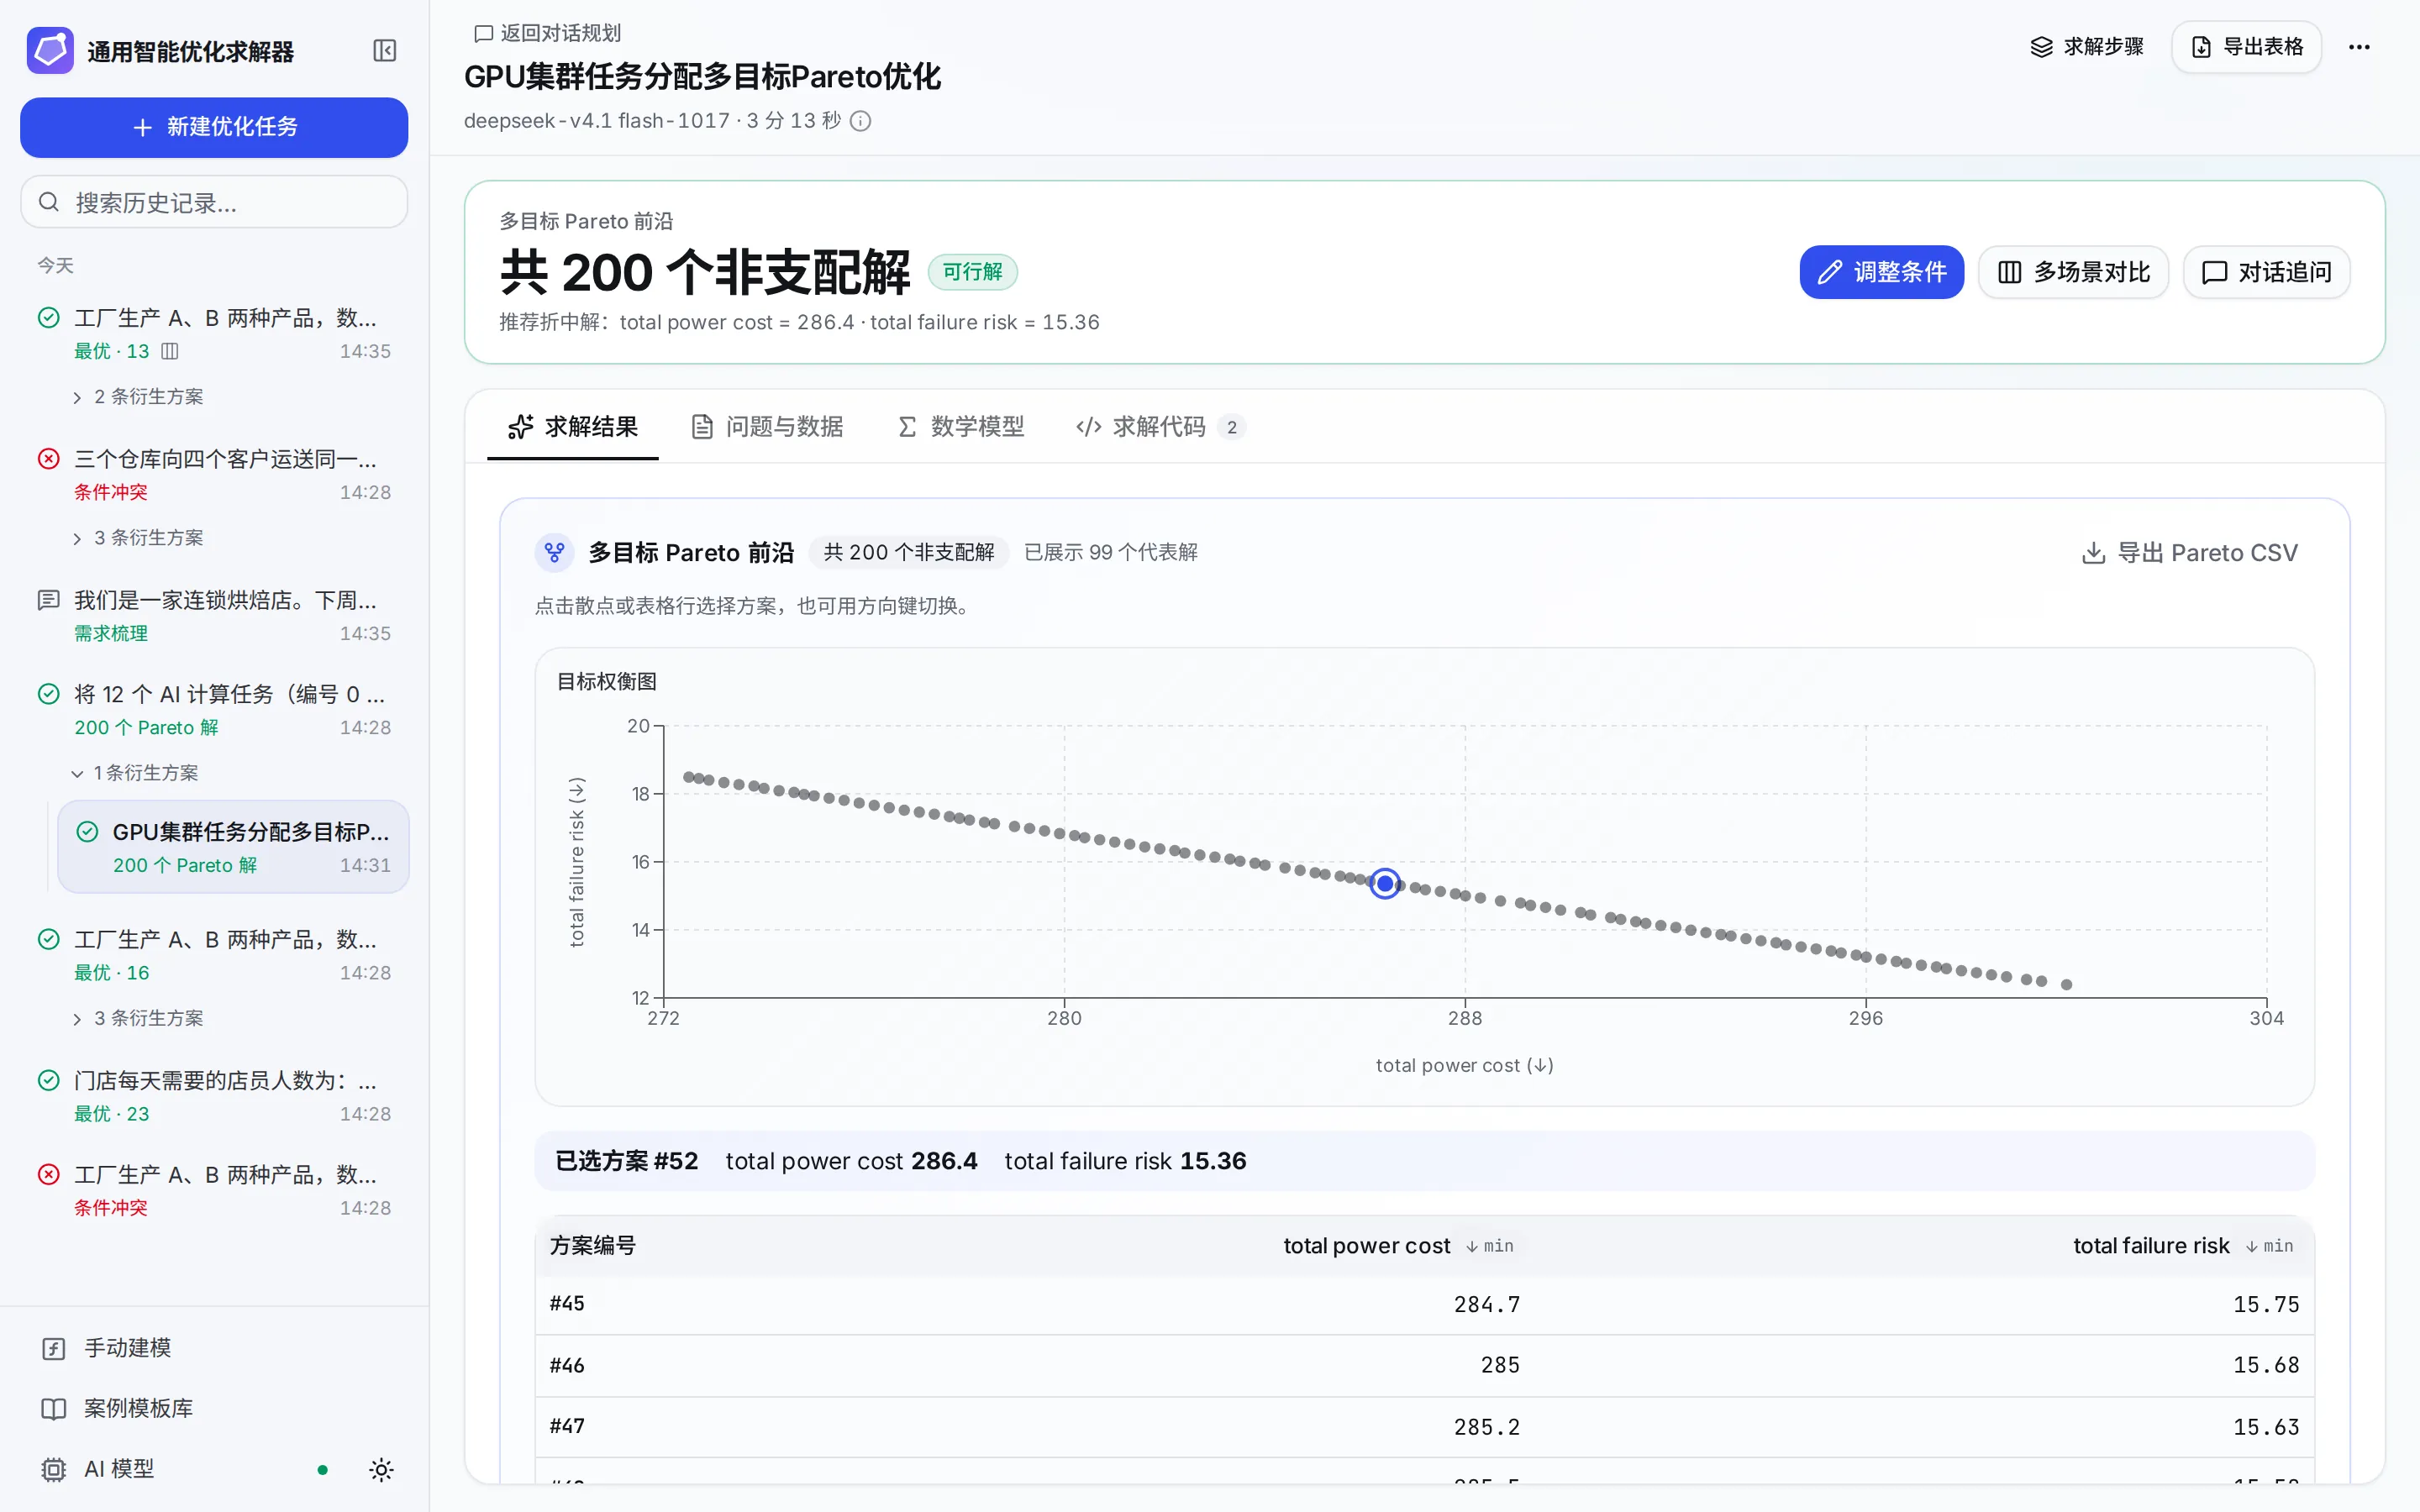 通用智能优化求解器
新建优化任务
搜索历史记录...
今天
工厂生产 A、B 两种产品，数...
最优 · 13
14:35
2 条衍生方案
三个仓库向四个客户运送同一...
条件冲突
14:28
3 条衍生方案
我们是一家连锁烘焙店。下周...
需求梳理
14:35
将 12 个 AI 计算任务（编号 0 ...
200 个 Pareto 解
14:28
1 条衍生方案
GPU集群任务分配多目标P...
200 个 Pareto 解
14:31
工厂生产 A、B 两种产品，数...
最优 · 16
14:28
3 条衍生方案
门店每天需要的店员人数为：...
最优 · 23
14:28
工厂生产 A、B 两种产品，数...
条件冲突
14:28
手动建模
案例模板库
AI 模型
返回对话规划
GPU集群任务分配多目标Pareto优化
deepseek-v4.1 flash-1017 · 3 分 13 秒
求解步骤
导出表格
多目标 Pareto 前沿
共 200 个非支配解
可行解
推荐折中解：total power cost = 286.4 · total failure risk = 15.36
调整条件
多场景对比
对话追问
求解结果
问题与数据
数学模型
求解代码 2
多目标 Pareto 前沿
共 200 个非支配解
已展示 99 个代表解
导出 Pareto CSV
点击散点或表格行选择方案，也可用方向键切换。
目标权衡图
total failure risk (↓)
20
18
16
14
12
272
280
288
296
304
total power cost (↓)
已选方案 #52 total power cost 286.4 total failure risk 15.36
方案编号 total power cost ↓ min total failure risk ↓ min
#45 284.7 15.75
#46 285 15.68
#47 285.2 15.63